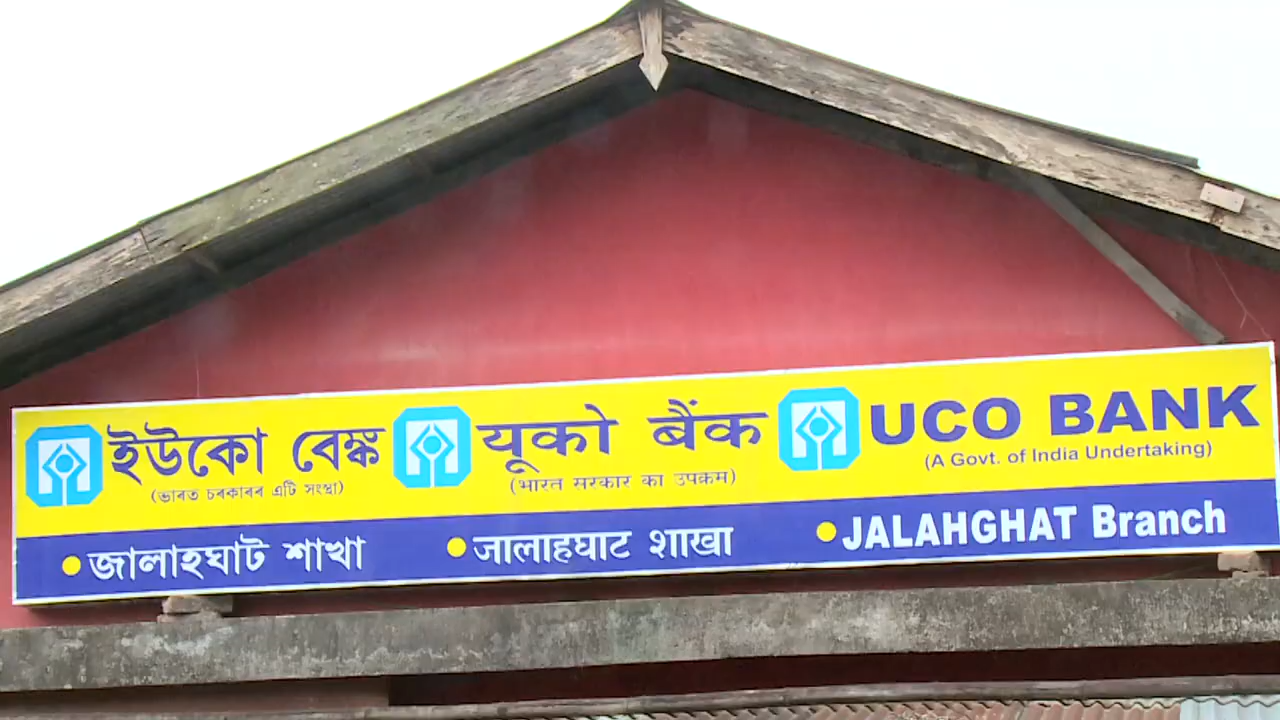 ইউকো বেঙ্ক
(ভাৰত চৰকাৰৰ এটি সংস্থা)
यूको बैंक
(भारत सरकार का उपक्रम)
UCO BANK
(A Govt. of India Undertaking)
জালাহঘাট শাখা
जालाहघाट शाखा
JALAHGHAT Branch